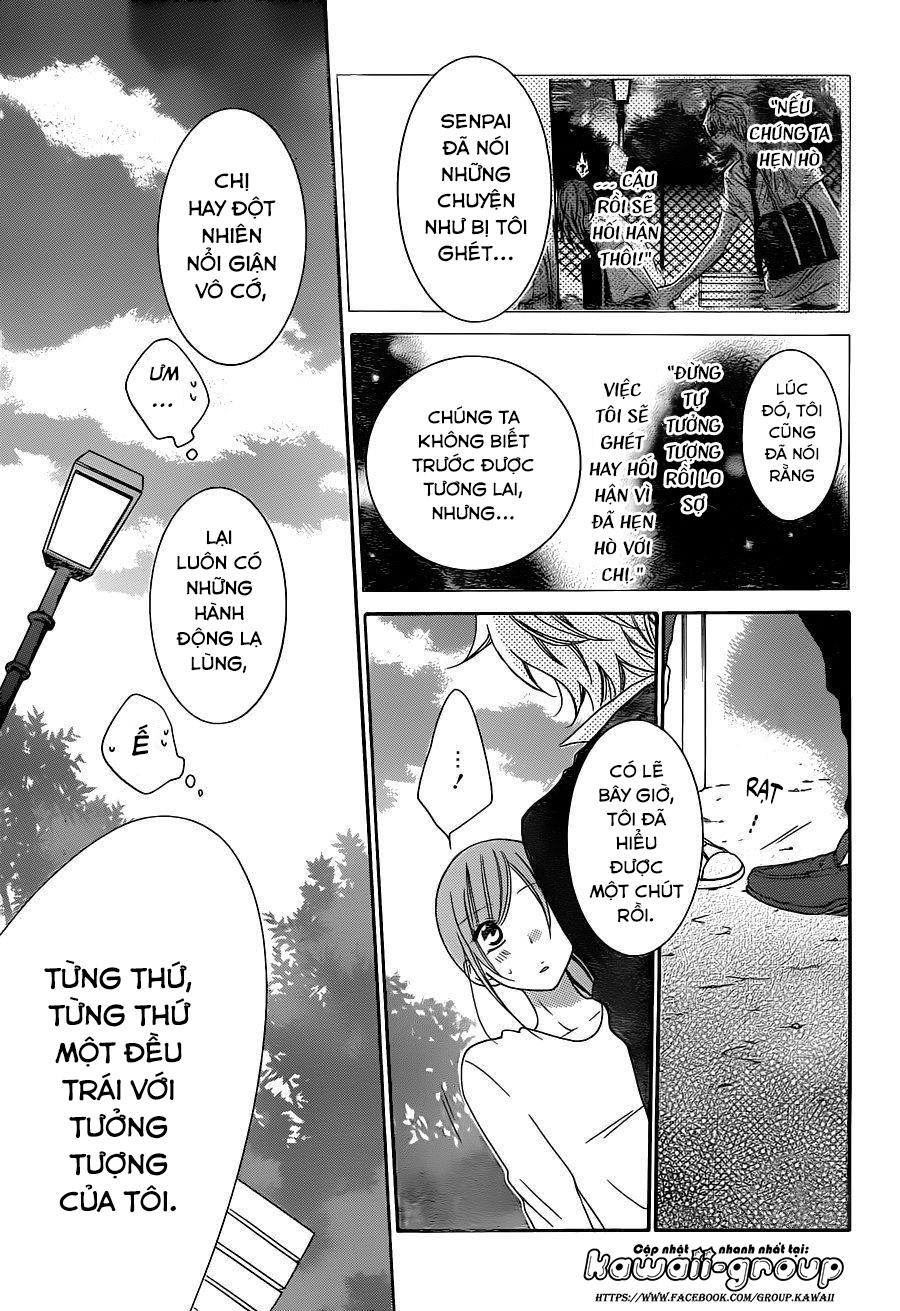 "NẾU
CHÚNG TA
HẸN HÒ
... CẬU
RỒI SẼ
HỐI HẬN
THÔI!"
SENPAI
ĐÃ NÓI
NHỮNG
CHUYỆN
NHƯ BỊ TÔI
GHÉT...
LÚC
ĐÓ, TÔI
CŨNG
ĐÃ NÓI
RẰNG
"ĐỪNG
TỰ
TƯỞNG
TƯỢNG
RỒI LO
SỢ
VIỆC
TÔI SẼ
GHÉT
HAY HỐI
HẬN VÌ
ĐÃ HẸN
HÒ VỚI
CHỊ."
CHÚNG TA
KHÔNG BIẾT
TRƯỚC ĐƯỢC
TƯƠNG LAI,
NHƯNG...
RẠT
...
CÓ LẼ
BÂY GIỜ,
TÔI ĐÃ
HIỂU
ĐƯỢC
MỘT CHÚT
RỒI.
...!
CHỊ
HAY ĐỘT
NHIÊN
NỔI GIẬN
VÔ CỚ,
ƯM
...
LẠI
LUÔN CÓ
NHỮNG
HÀNH
ĐỘNG LẠ
LÙNG,
Ế
TỪNG THỨ,
TỪNG THỨ
MỘT ĐỀU
TRÁI VỚI
TƯỞNG
TƯỢNG
CỦA TÔI.
Cập nhật nhanh nhất tại:
kawaii-group
HTTPS://WWW.FACEBOOK.COM/GROUP.KAWAII